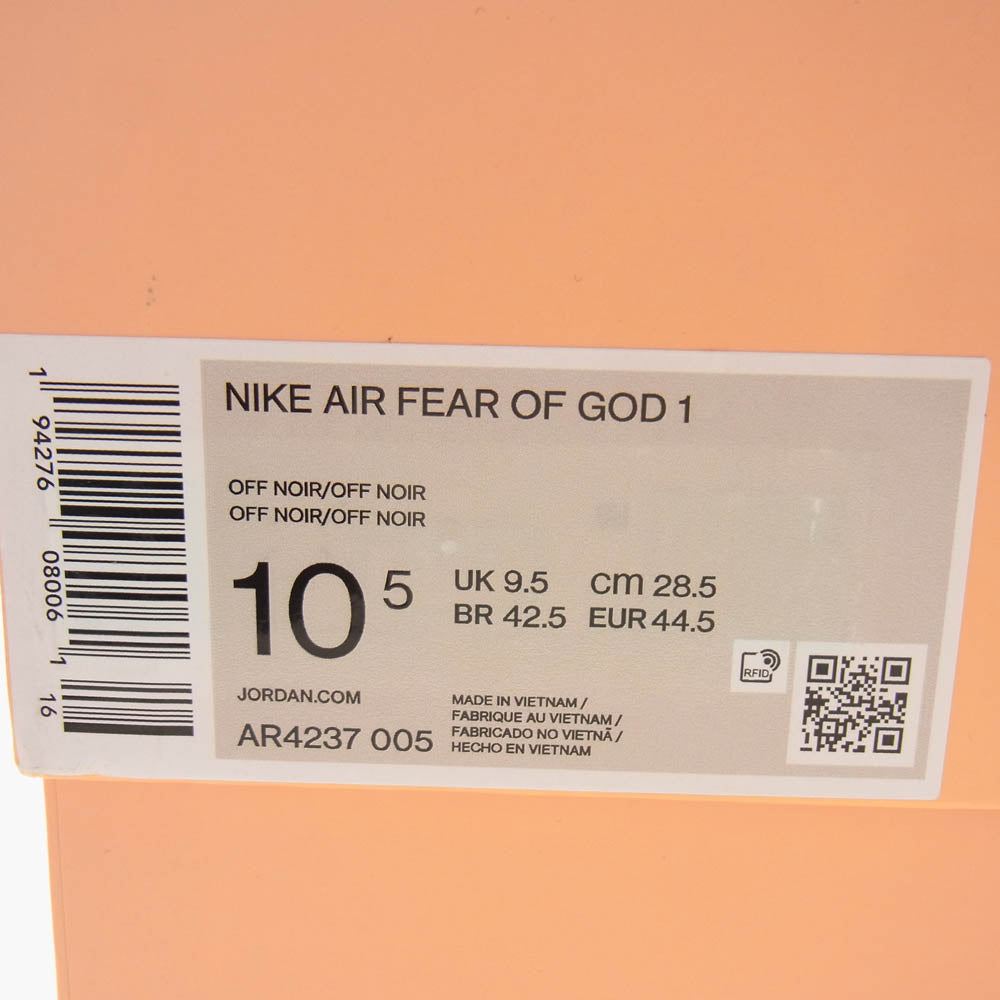 NIKE AIR FEAR OF GOD 1
OFF NOIR/OFF NOIR
OFF NOIR/OFF NOIR
10 5
UK 9.5 cm 28.5
BR 42.5 EUR 44.5
RFID
JORDAN.COM
AR4237 005
MADE IN VIETNAM /
FABRIQUE AU VIETNAM /
FABRICADO NO VIETNÃ /
HECHO EN VIETNAM
1 94276 08006 1 16